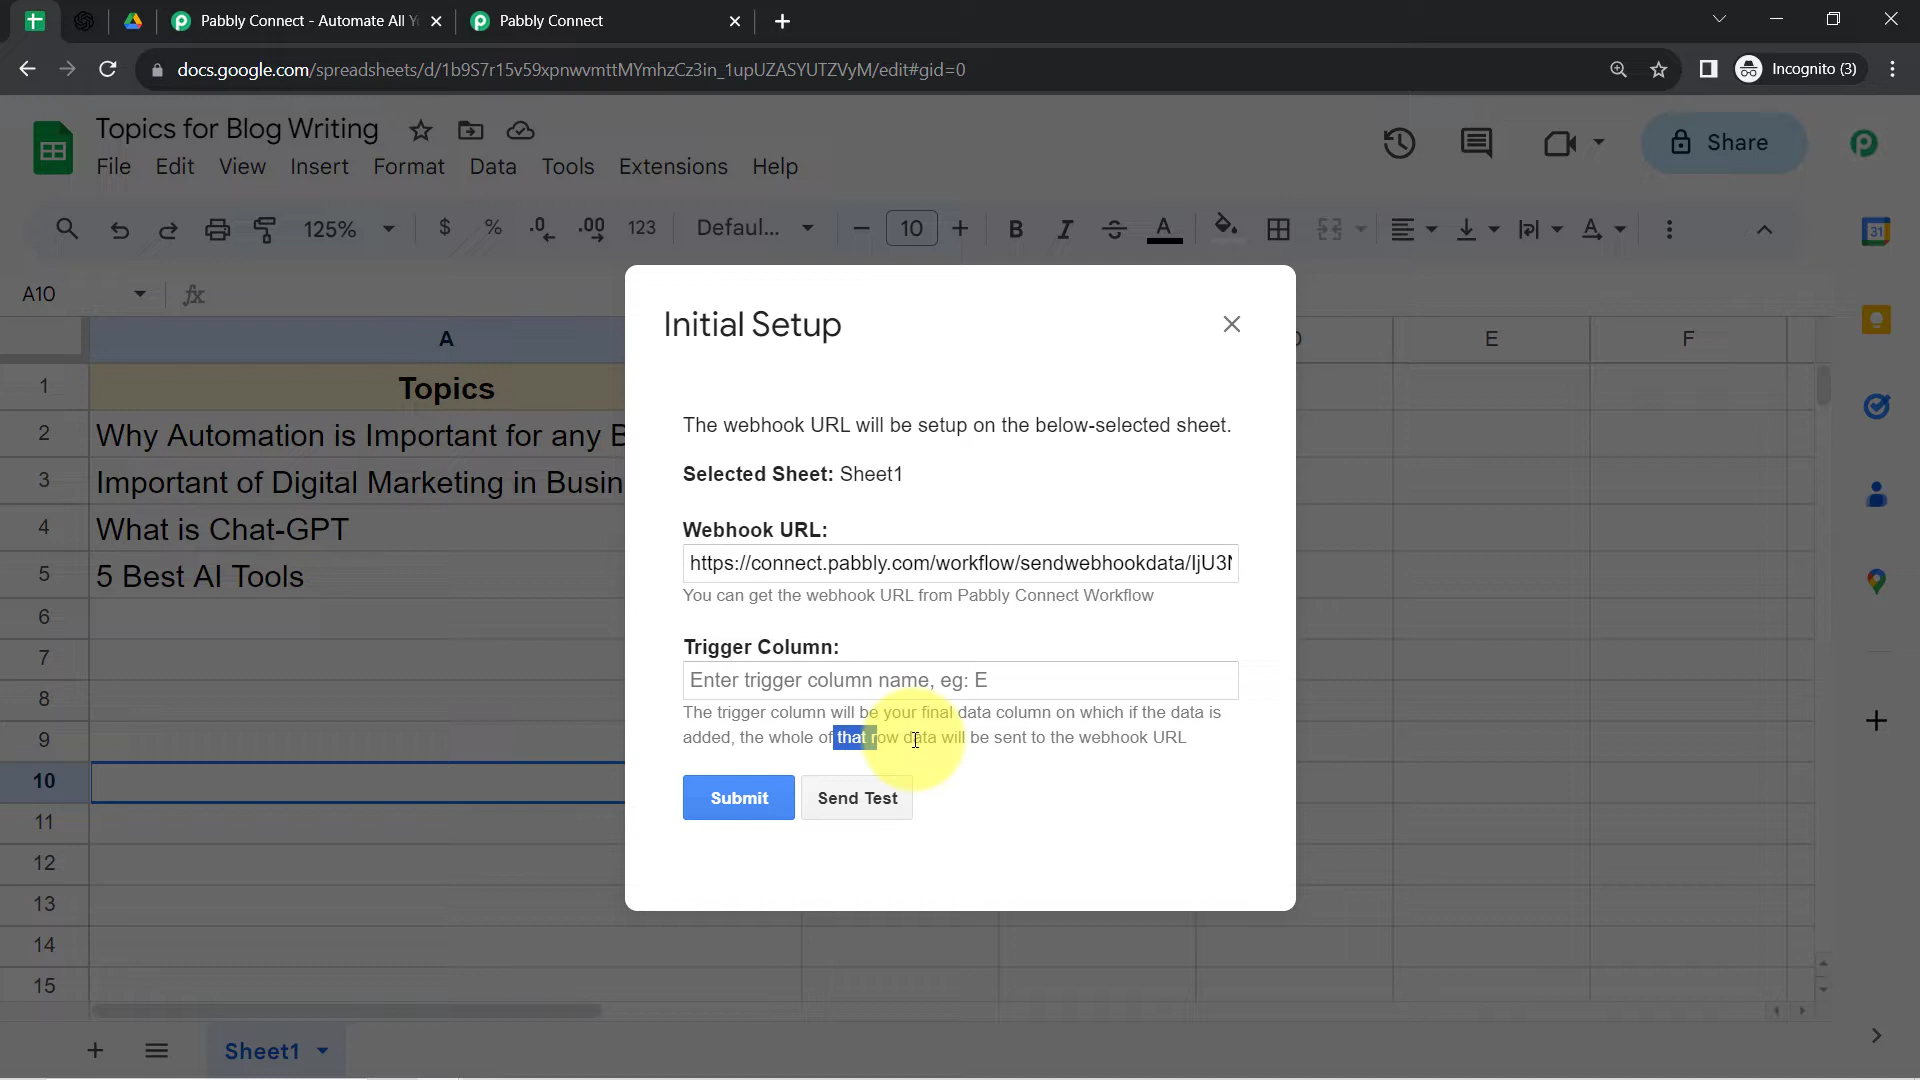 Pabbly Connect - Automate All Y
Pabbly Connect
docs.google.com/spreadsheets/d/1b9S7r15v59xpnwvmttMYmhzCz3in_1upUZASYUTZVyM/edit#gid=0
Incognito (3)
Topics for Blog Writing
Share
File Edit View Insert Format Data Tools Extensions Help
125% $ % .0 .00 123 Defaul... 10 B I A
31
A10 fx
A D E F
1 Topics
2 Why Automation is Important for any B
3 Important of Digital Marketing in Busin
4 What is Chat-GPT
5 5 Best AI Tools
6
7
8
9
10
11
12
13
14
15
Initial Setup
The webhook URL will be setup on the below-selected sheet.
Selected Sheet: Sheet1
Webhook URL:
https://connect.pabbly.com/workflow/sendwebhookdata/IjU3
You can get the webhook URL from Pabbly Connect Workflow
Trigger Column:
Enter trigger column name, eg: E
The trigger column will be your final data column on which if the data is
added, the whole of that row data will be sent to the webhook URL
Submit Send Test
Sheet1